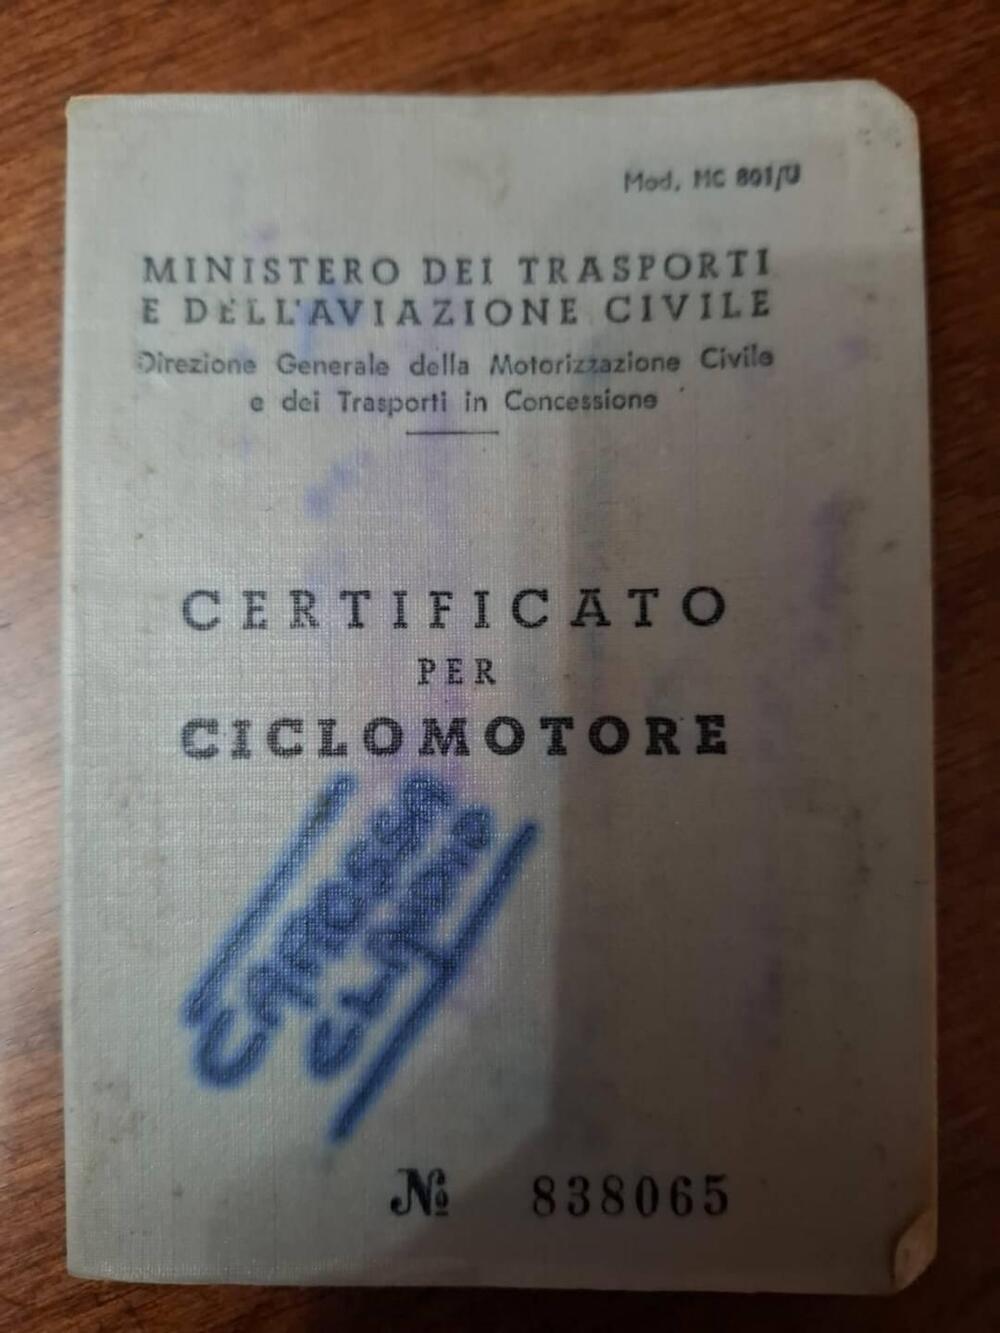 Mod. MC 801/U
MINISTERO DEI TRASPORTI
E DELL'AVIAZIONE CIVILE
Direzione Generale della Motorizzazione Civile
e dei Trasporti in Concessione
CERTIFICATO
PER
CICLOMOTORE
CAROSSA
№ 838065